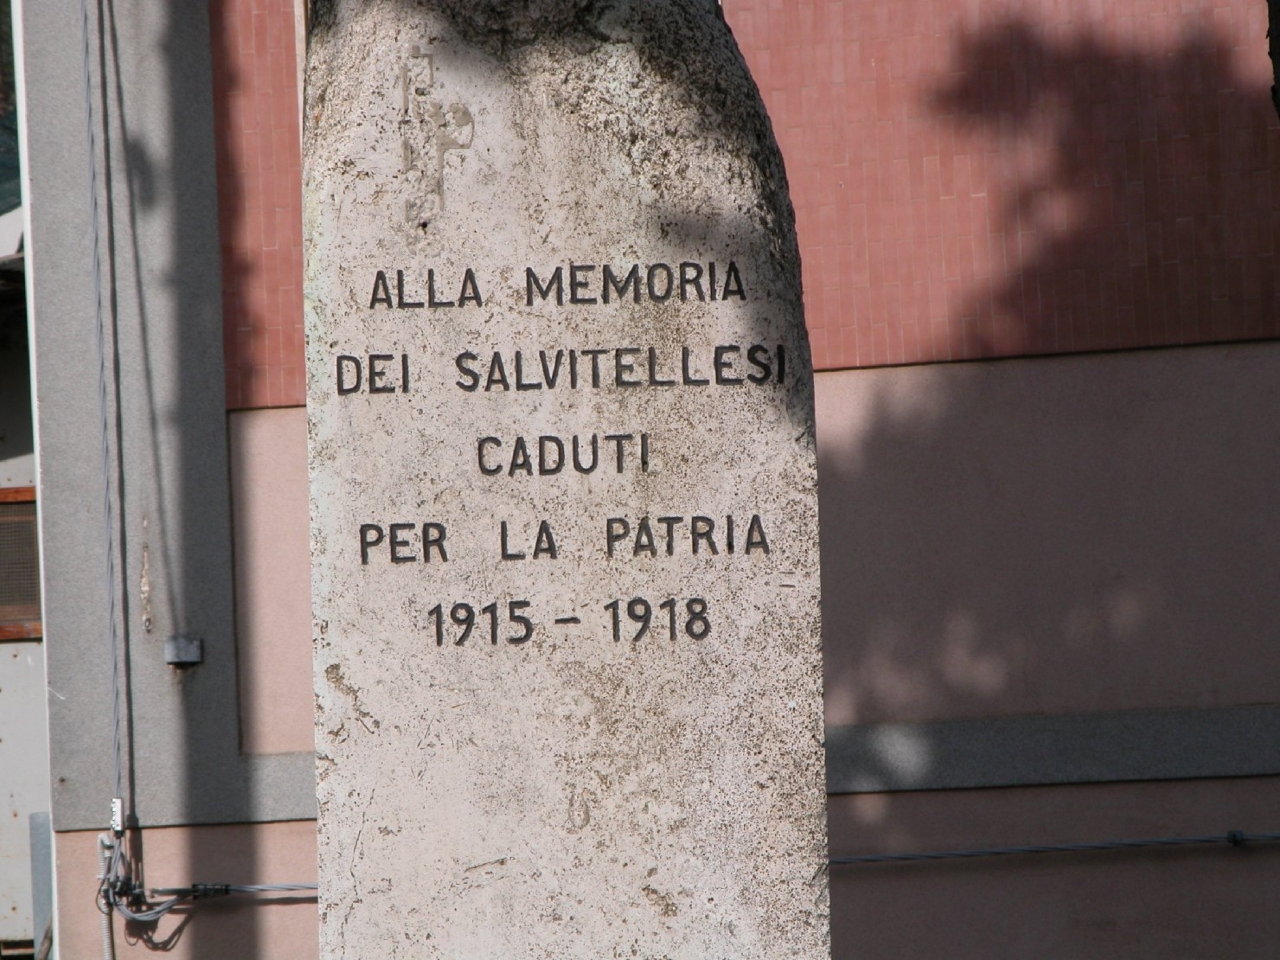 ALLA MEMORIA
DEI SALVITELLESI
CADUTI
PER LA PATRIA
1915 - 1918